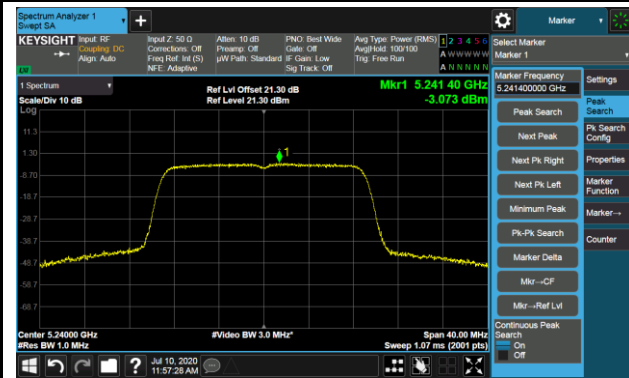 Spectrum Analyzer 1
Swept SA
+
Marker
KEYSIGHT
Input: RF
Coupling: DC
Align: Auto
Input Z: 50 Ω
Corrections: Off
Freq Ref: Int (S)
NFE: Adaptive
Atten: 10 dB
Preamp: Off
µW Path: Standard
PNO: Best Wide
Gate: Off
IF Gain: Low
Sig Track: Off
Avg Type: Power (RMS)
Avg|Hold: 100/100
Trig: Free Run
1 2 3 4 5 6
A W W W W W
A N N N N N
Select Marker
Marker 1
1 Spectrum
Scale/Div 10 dB
Log
Ref Lvl Offset 21.30 dB
Ref Level 21.30 dBm
Mkr1 5.241 40 GHz
-3.073 dBm
11.3
1.30
-8.70
-18.7
-28.7
-38.7
-48.7
-58.7
-68.7
1
Center 5.24000 GHz
#Res BW 1.0 MHz
#Video BW 3.0 MHz*
Span 40.00 MHz
Sweep 1.07 ms (2001 pts)
Marker Frequency
5.241400000 GHz
Peak Search
Next Peak
Next Pk Right
Next Pk Left
Minimum Peak
Pk-Pk Search
Marker Delta
Mkr→CF
Mkr→Ref Lvl
Continuous Peak
Search
On
Off
Settings
Peak
Search
Pk Search
Config
Properties
Marker
Function
Marker→
Counter
?
Jul 10, 2020
11:57:28 AM